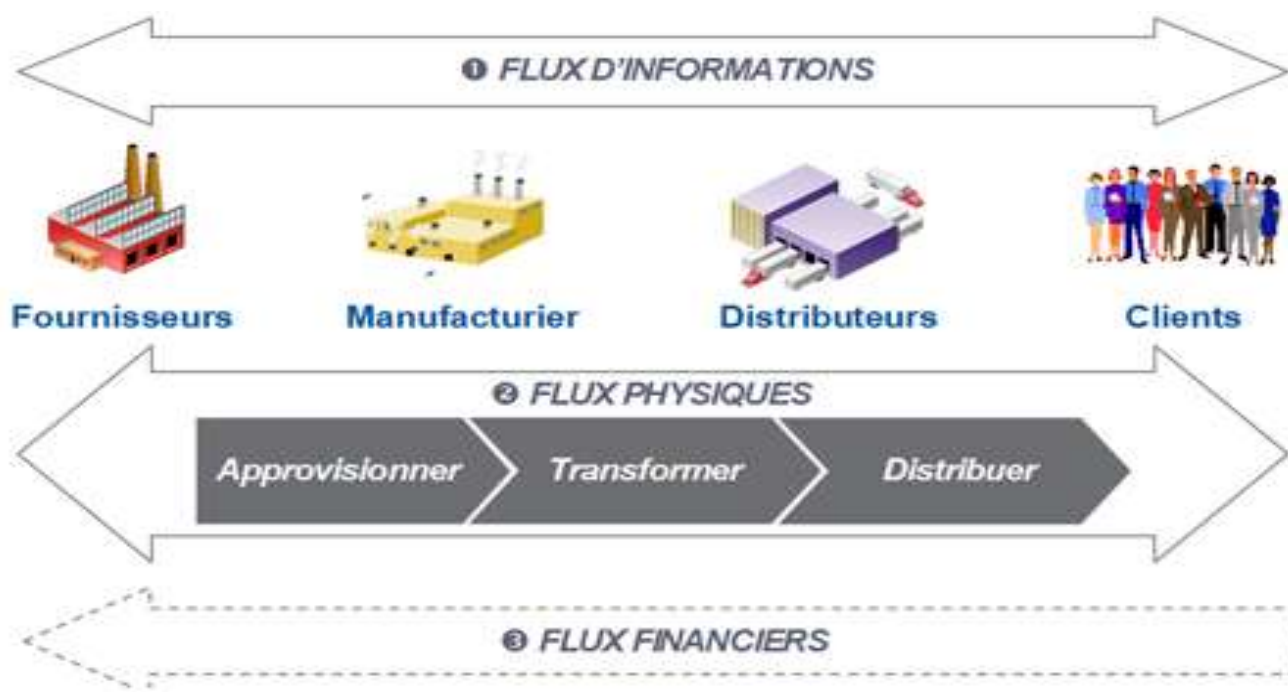 ❶ FLUX D'INFORMATIONS
Fournisseurs Manufacturier Distributeurs Clients
❷ FLUX PHYSIQUES
Approvisionner Transformer Distribuer
❸ FLUX FINANCIERS